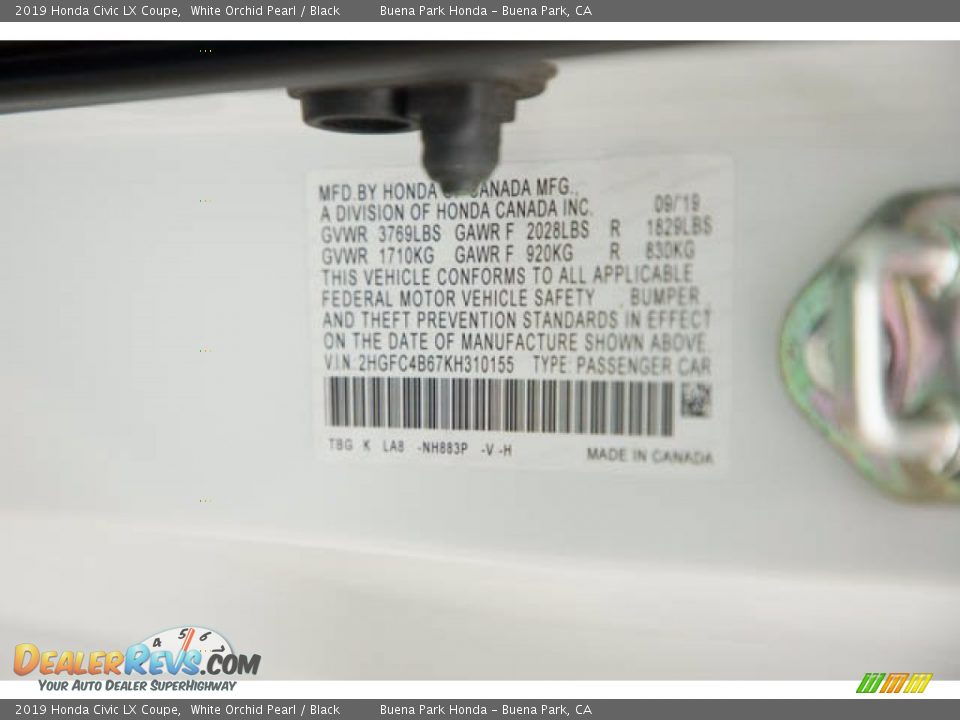 2019 Honda Civic LX Coupe, White Orchid Pearl / Black Buena Park Honda – Buena Park, CA
MFD.BY HONDA CANADA MFG.,
A DIVISION OF HONDA CANADA INC. 09/19
GVWR 3769LBS GAWR F 2028LBS R 1829LBS
GVWR 1710KG GAWR F 920KG R 830KG
THIS VEHICLE CONFORMS TO ALL APPLICABLE
FEDERAL MOTOR VEHICLE SAFETY , BUMPER ,
AND THEFT PREVENTION STANDARDS IN EFFECT
ON THE DATE OF MANUFACTURE SHOWN ABOVE.
V.I.N. 2HGFC4B67KH310155 TYPE: PASSENGER CAR
TBG K LA8 -NH883P -V -H MADE IN CANADA
4 5 6
DEALERREVS.COM
YOUR AUTO DEALER SUPERHIGHWAY
2019 Honda Civic LX Coupe, White Orchid Pearl / Black Buena Park Honda – Buena Park, CA